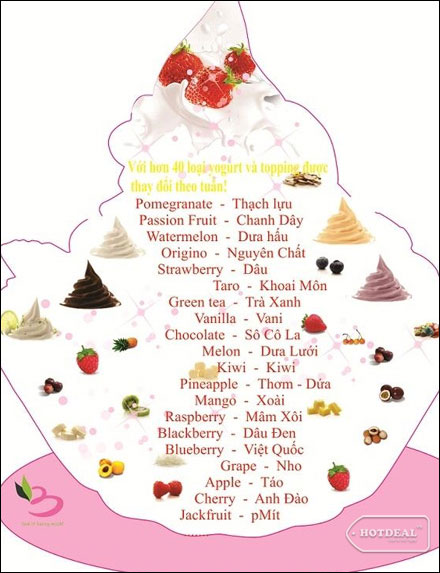 Với hơn 40 loại yogurt và topping được
thay đổi theo tuần!
Pomegranate - Thạch lựu
Passion Fruit - Chanh Dây
Watermelon - Dưa hấu
Origino - Nguyên Chất
Strawberry - Dâu
Taro - Khoai Môn
Green tea - Trà Xanh
Vanilla - Vani
Chocolate - Sô Cô La
Melon - Dưa Lưới
Kiwi - Kiwi
Pineapple - Thơm - Dứa
Mango - Xoài
Raspberry - Mâm Xôi
Blackberry - Dâu Đen
Blueberry - Việt Quốc
Grape - Nho
Apple - Táo
Cherry - Anh Đào
Jackfruit - pMít
HOTDEAL